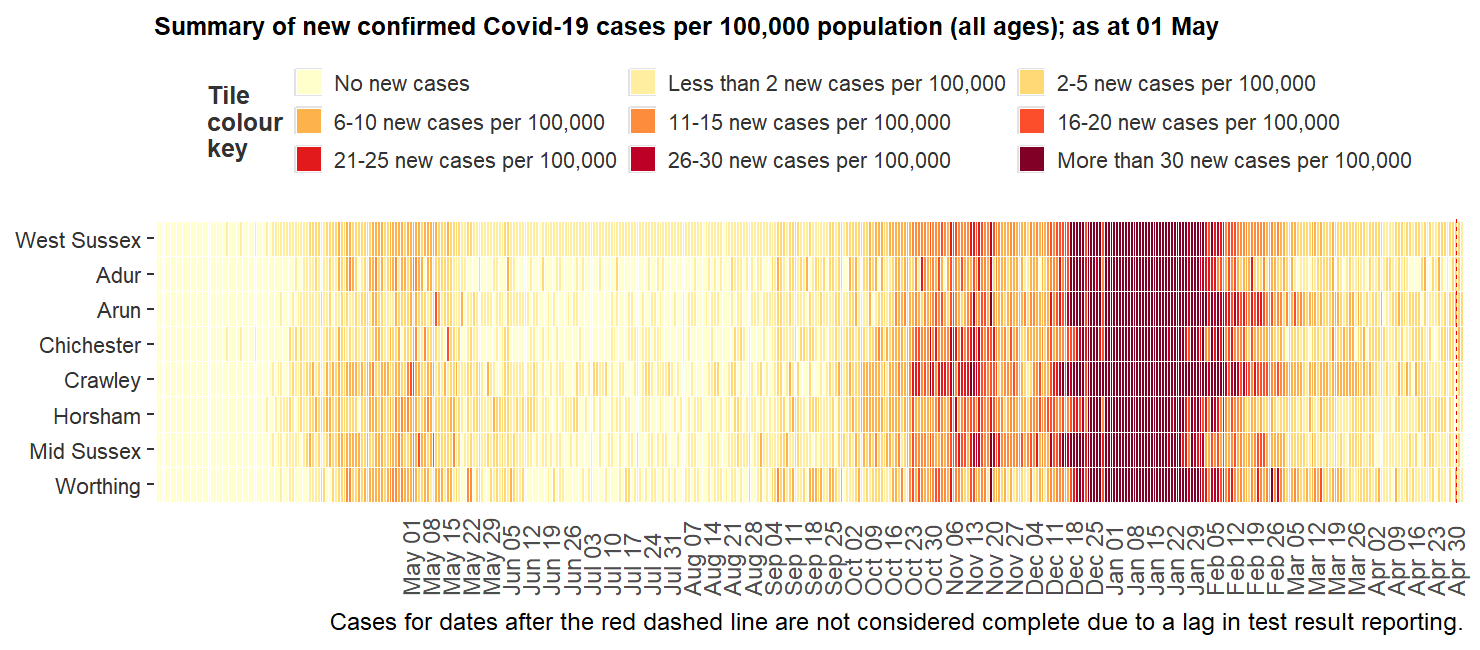 Summary of new confirmed Covid-19 cases per 100,000 population (all ages); as at 01 May
Tile
colour
key
No new cases
Less than 2 new cases per 100,000
2-5 new cases per 100,000
6-10 new cases per 100,000
11-15 new cases per 100,000
16-20 new cases per 100,000
21-25 new cases per 100,000
26-30 new cases per 100,000
More than 30 new cases per 100,000
West Sussex
Adur
Arun
Chichester
Crawley
Horsham
Mid Sussex
Worthing
May 01
May 08
May 15
May 22
May 29
Jun 05
Jun 12
Jun 19
Jun 26
Jul 03
Jul 10
Jul 17
Jul 24
Jul 31
Aug 07
Aug 14
Aug 21
Aug 28
Sep 04
Sep 11
Sep 18
Sep 25
Oct 02
Oct 09
Oct 16
Oct 23
Oct 30
Nov 06
Nov 13
Nov 20
Nov 27
Dec 04
Dec 11
Dec 18
Dec 25
Jan 01
Jan 08
Jan 15
Jan 22
Jan 29
Feb 05
Feb 12
Feb 19
Feb 26
Mar 05
Mar 12
Mar 19
Mar 26
Apr 02
Apr 09
Apr 16
Apr 23
Apr 30
Cases for dates after the red dashed line are not considered complete due to a lag in test result reporting.